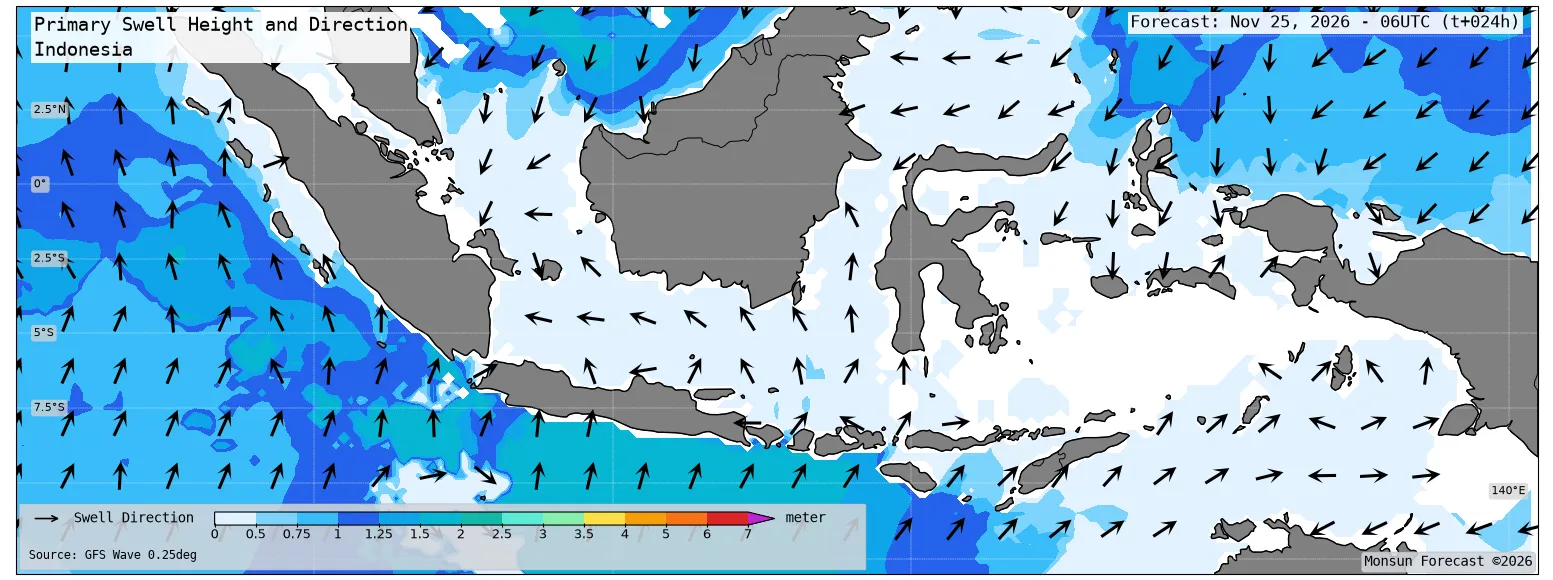 Primary Swell Height and Direction
Indonesia
Forecast: Nov 25, 2026 - 06UTC (t+024h)
2.5°N
0°
2.5°S
5°S
7.5°S
140°E
Swell Direction
0 0.5 0.75 1 1.25 1.5 2 2.5 3 3.5 4 5 6 7
meter
Source: GFS Wave 0.25deg
Monsun Forecast ©2026